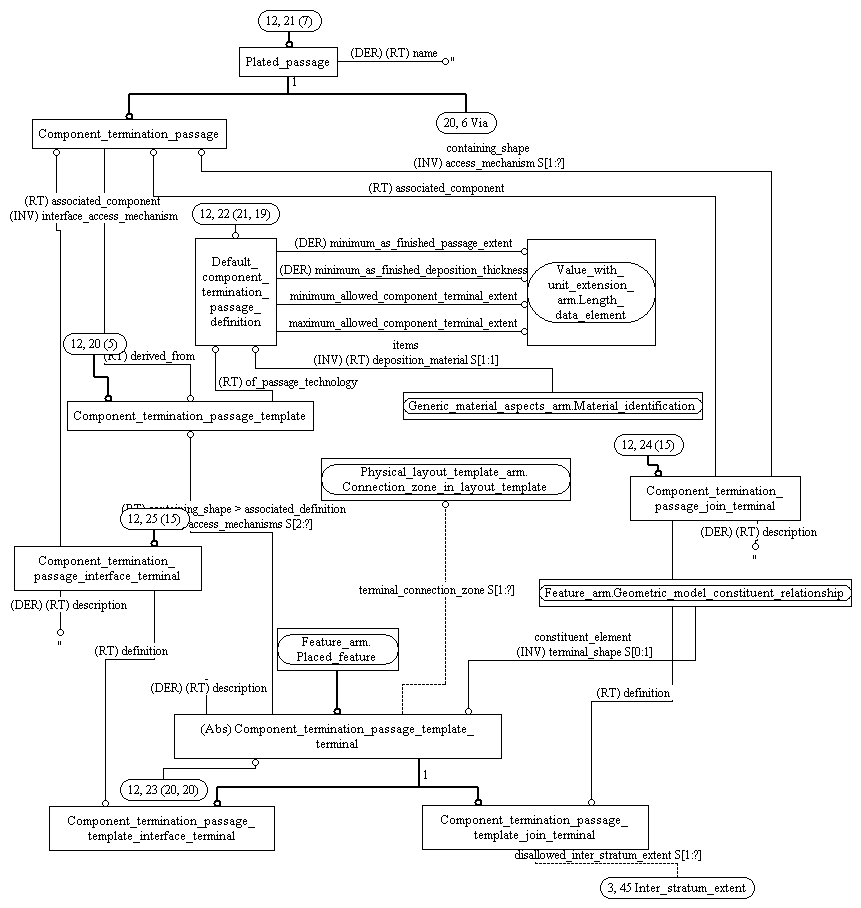 12, 21 (7)
Plated_passage
(DER) (RT) name
"
1
Component_termination_passage
20, 6 Via
containing_shape
(INV) access_mechanism S[1:?]
(RT) associated_component
(RT) associated_component
(INV) interface_access_mechanism
12, 22 (21, 19)
Default_
component_
termination_
passage_
definition
(DER) minimum_as_finished_passage_extent
(DER) minimum_as_finished_deposition_thickness
minimum_allowed_component_terminal_extent
maximum_allowed_component_terminal_extent
Value_with_
unit_extension_
arm.Length_
data_element
12, 20 (5)
(RT) derived_from
items
(INV) (RT) deposition_material S[1:1]
(RT) of_passage_technology
Generic_material_aspects_arm.Material_identification
Component_termination_passage_template
12, 24 (15)
Physical_layout_template_arm.
Connection_zone_in_layout_template
Component_termination_
passage_join_terminal
(RT) containing_shape > associated_definition
access_mechanisms S[2:?]
12, 25 (15)
(DER) (RT) description
"
Component_termination_
passage_interface_terminal
terminal_connection_zone S[1:?]
Feature_arm.Geometric_model_constituent_relationship
(DER) (RT) description
"
Feature_arm.
Placed_feature
constituent_element
(INV) terminal_shape S[0:1]
(RT) definition
(DER) (RT) description
"
(RT) definition
(Abs) Component_termination_passage_template_
terminal
1
12, 23 (20, 20)
Component_termination_passage_
template_interface_terminal
Component_termination_passage_
template_join_terminal
disallowed_inter_stratum_extent S[1:?]
3, 45 Inter_stratum_extent